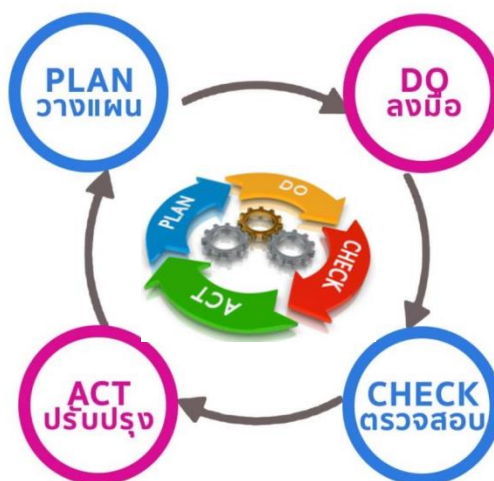 PLAN
วางแผน
DO
ลงมือ
PLAN
DO
CHECK
ACT
ACT
ปรับปรุง
CHECK
ตรวจสอบ